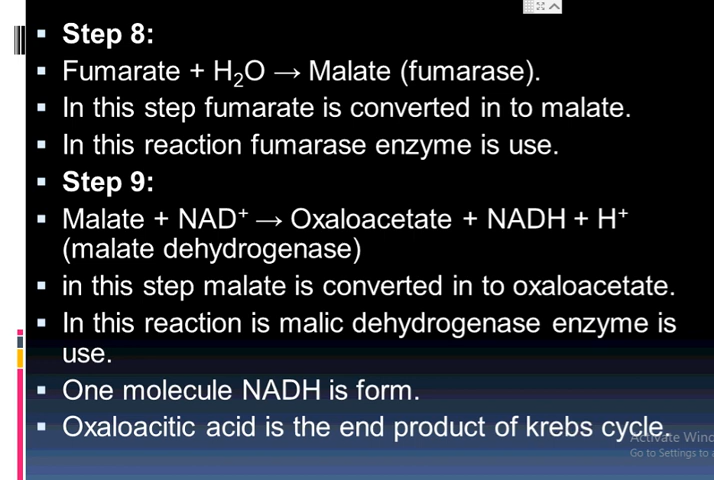 Step 8:
Fumarate + H₂O → Malate (fumarase).
In this step fumarate is converted in to malate.
In this reaction fumarase enzyme is use.
Step 9:
Malate + NAD⁺ → Oxaloacetate + NADH + H⁺
(malate dehydrogenase)
in this step malate is converted in to oxaloacetate.
In this reaction is malic dehydrogenase enzyme is
use.
One molecule NADH is form.
Oxaloacitic acid is the end product of krebs cycle.
Activate Winc
Go to Settings to